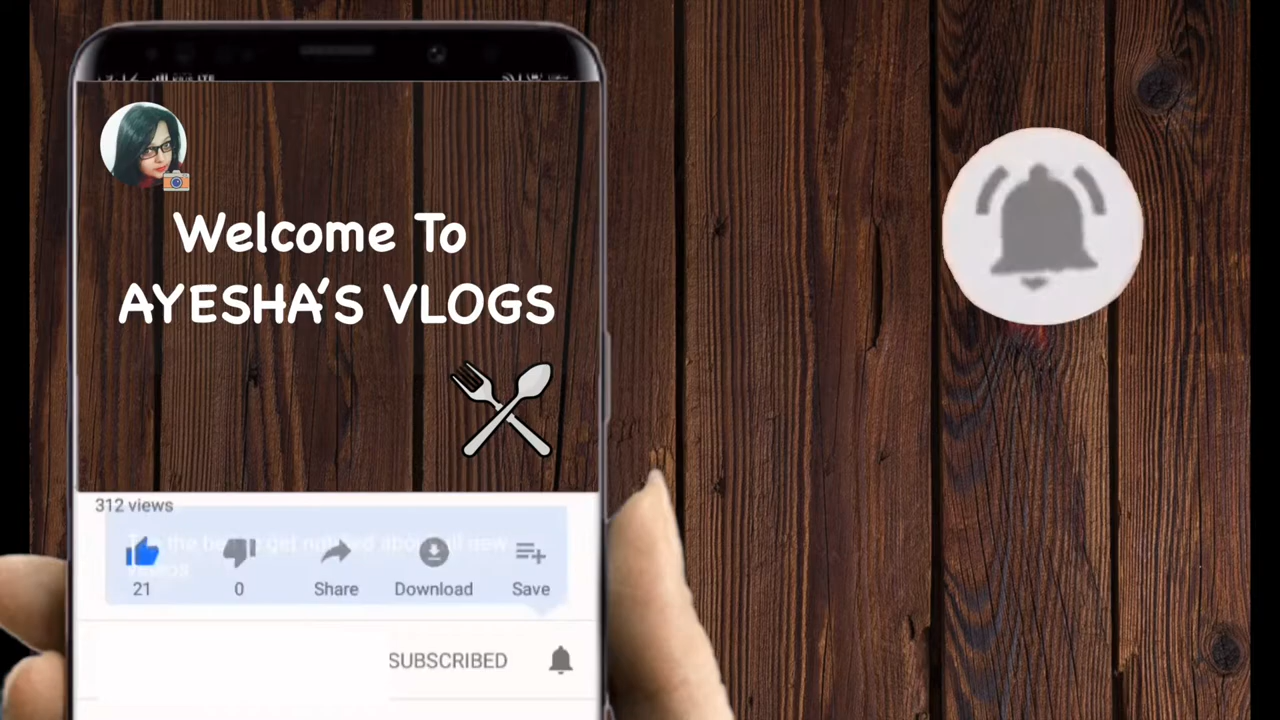 Welcome To
AYESHA'S VLOGS
312 views
21
0
Share
Download
Save
SUBSCRIBED